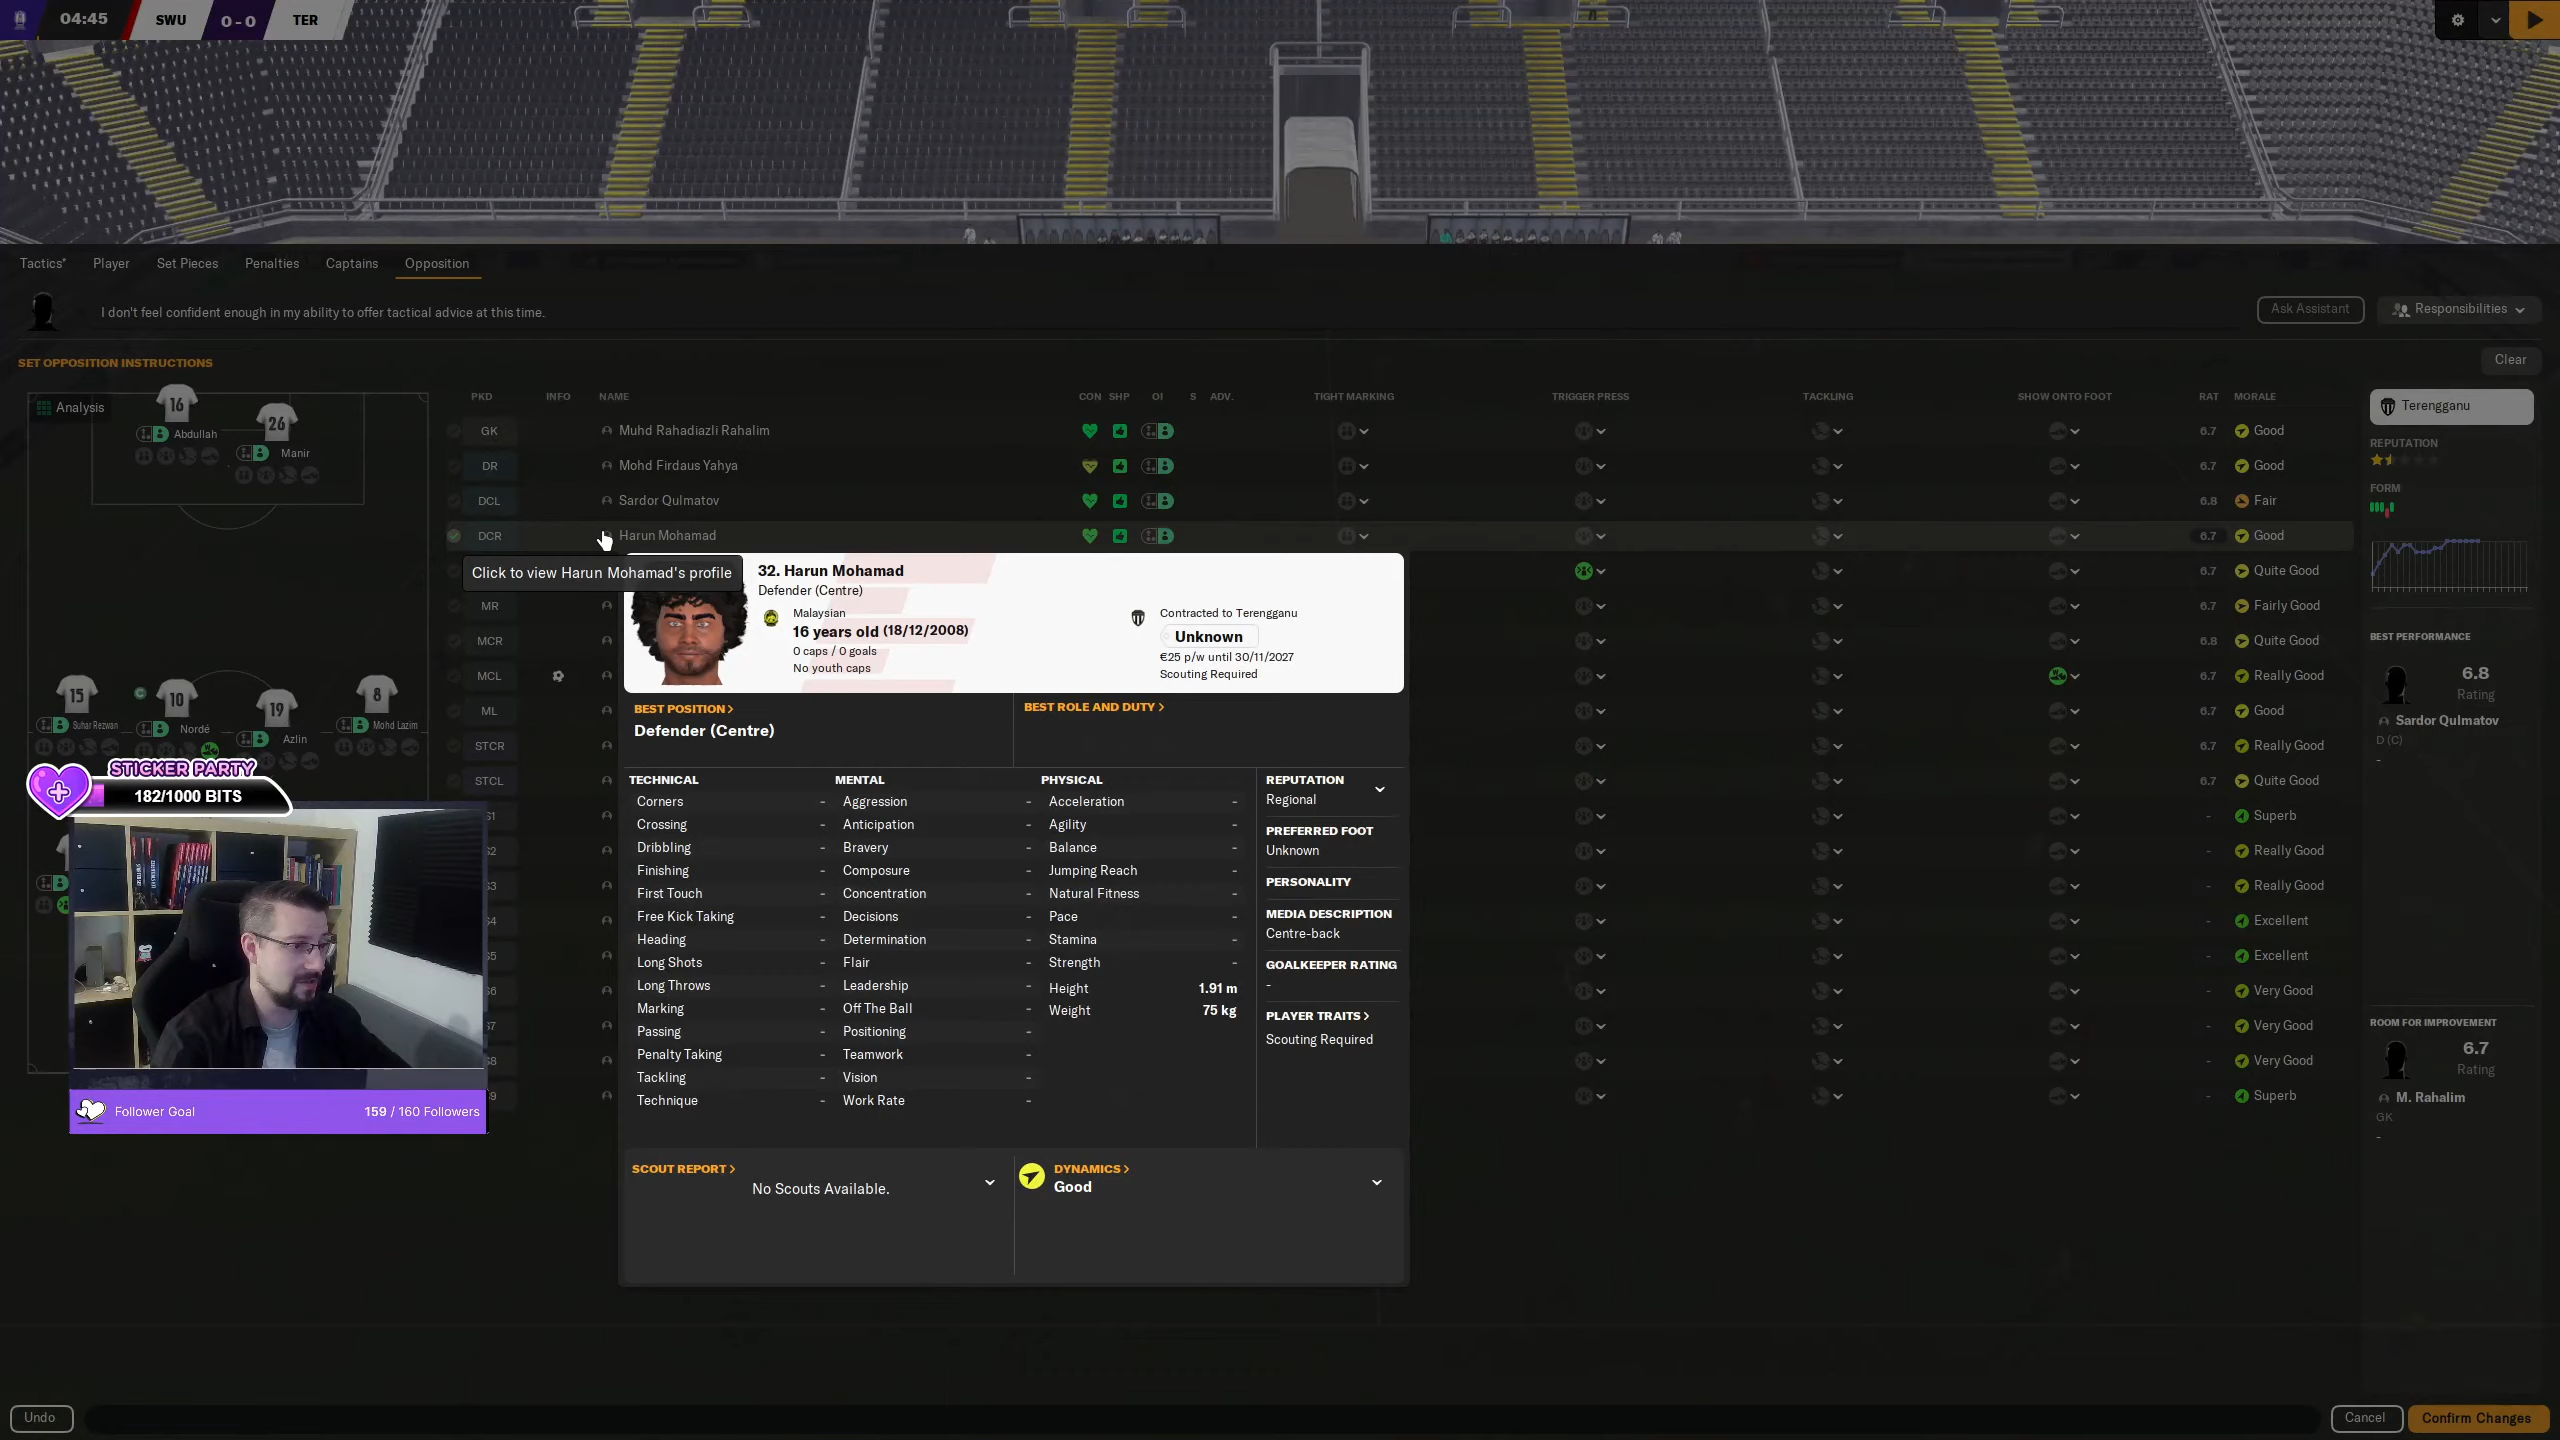 04:45 SWU 0 - 0 TER
Tactics* Player Set Pieces Penalties Captains Opposition
I don't feel confident enough in my ability to offer tactical advice at this time.
Ask Assistant Responsibilities
SET OPPOSITION INSTRUCTIONS
Clear
Analysis
16
Abdullah
26
Manir
15
Suhar Rezwan
C
10
Nordé
19
Azlin
8
Mohd Lazim
PKD INFO NAME CON SHP OI S ADV. TIGHT MARKING TRIGGER PRESS TACKLING SHOW ONTO FOOT RAT MORALE
GK Muhd Rahadiazli Rahalim 6.7 Good
DR Mohd Firdaus Yahya 6.7 Good
DCL Sardor Qulmatov 6.8 Fair
DCR Harun Mohamad 6.7 Good
6.7 Quite Good
MR 6.7 Fairly Good
MCR 6.8 Quite Good
MCL 6.7 Really Good
ML 6.7 Good
STCR 6.7 Really Good
STCL 6.7 Quite Good
- Superb
- Really Good
- Really Good
- Excellent
- Excellent
- Very Good
- Very Good
- Very Good
- Superb
Click to view Harun Mohamad's profile
32. Harun Mohamad
Defender (Centre)
Malaysian
16 years old (18/12/2008)
0 caps / 0 goals
No youth caps
Contracted to Terengganu
Unknown
€25 p/w until 30/11/2027
Scouting Required
BEST POSITION >
Defender (Centre)
BEST ROLE AND DUTY >
TECHNICAL
Corners -
Crossing -
Dribbling -
Finishing -
First Touch -
Free Kick Taking -
Heading -
Long Shots -
Long Throws -
Marking -
Passing -
Penalty Taking -
Tackling -
Technique -
MENTAL
Aggression -
Anticipation -
Bravery -
Composure -
Concentration -
Decisions -
Determination -
Flair -
Leadership -
Off The Ball -
Positioning -
Teamwork -
Vision -
Work Rate -
PHYSICAL
Acceleration -
Agility -
Balance -
Jumping Reach -
Natural Fitness -
Pace -
Stamina -
Strength -
Height 1.91 m
Weight 75 kg
REPUTATION
Regional
PREFERRED FOOT
Unknown
PERSONALITY
MEDIA DESCRIPTION
Centre-back
GOALKEEPER RATING
-
PLAYER TRAITS >
Scouting Required
SCOUT REPORT >
No Scouts Available.
DYNAMICS >
Good
Terengganu
REPUTATION
FORM
BEST PERFORMANCE
6.8
Rating
Sardor Qulmatov
D (C)
-
ROOM FOR IMPROVEMENT
6.7
Rating
M. Rahalim
GK
-
STICKER PARTY
182/1000 BITS
Follower Goal 159 / 160 Followers
Undo
Cancel Confirm Changes